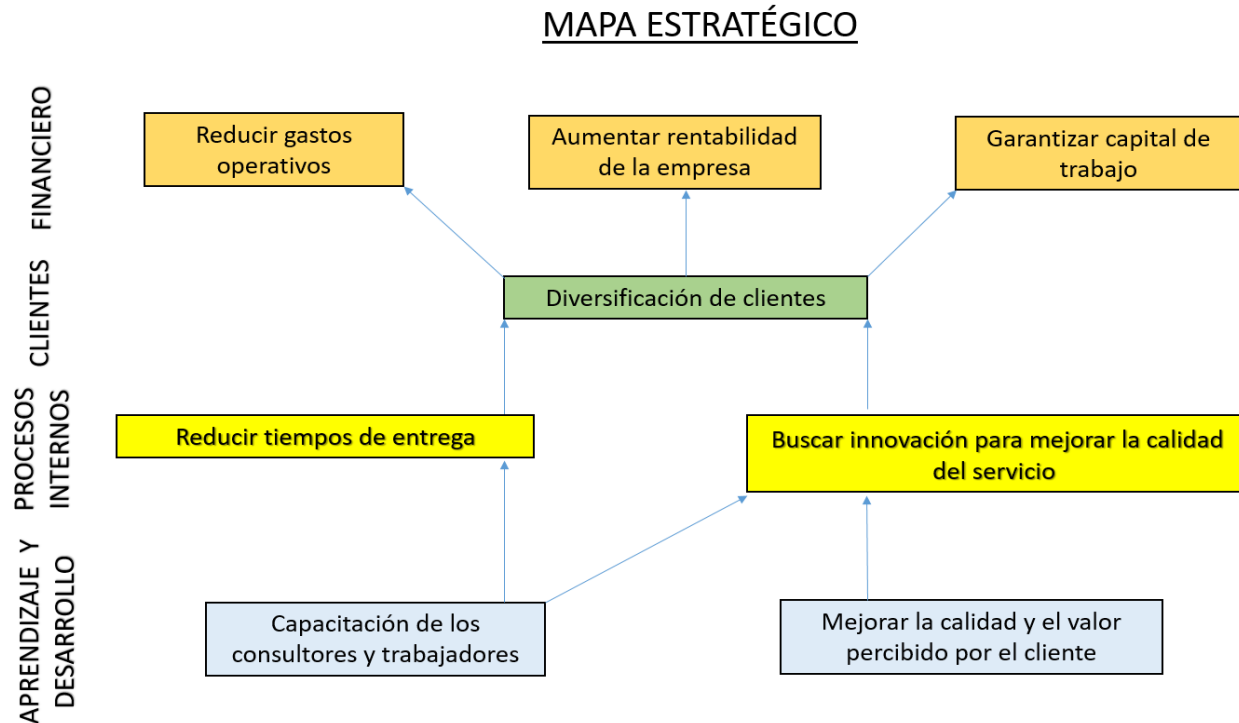 MAPA ESTRATÉGICO
FINANCIERO
Reducir gastos
operativos
Aumentar rentabilidad
de la empresa
Garantizar capital de
trabajo
CLIENTES
Diversificación de clientes
PROCESOS
INTERNOS
Reducir tiempos de entrega
Buscar innovación para mejorar la calidad
del servicio
APRENDIZAJE Y
DESARROLLO
Capacitación de los
consultores y trabajadores
Mejorar la calidad y el valor
percibido por el cliente